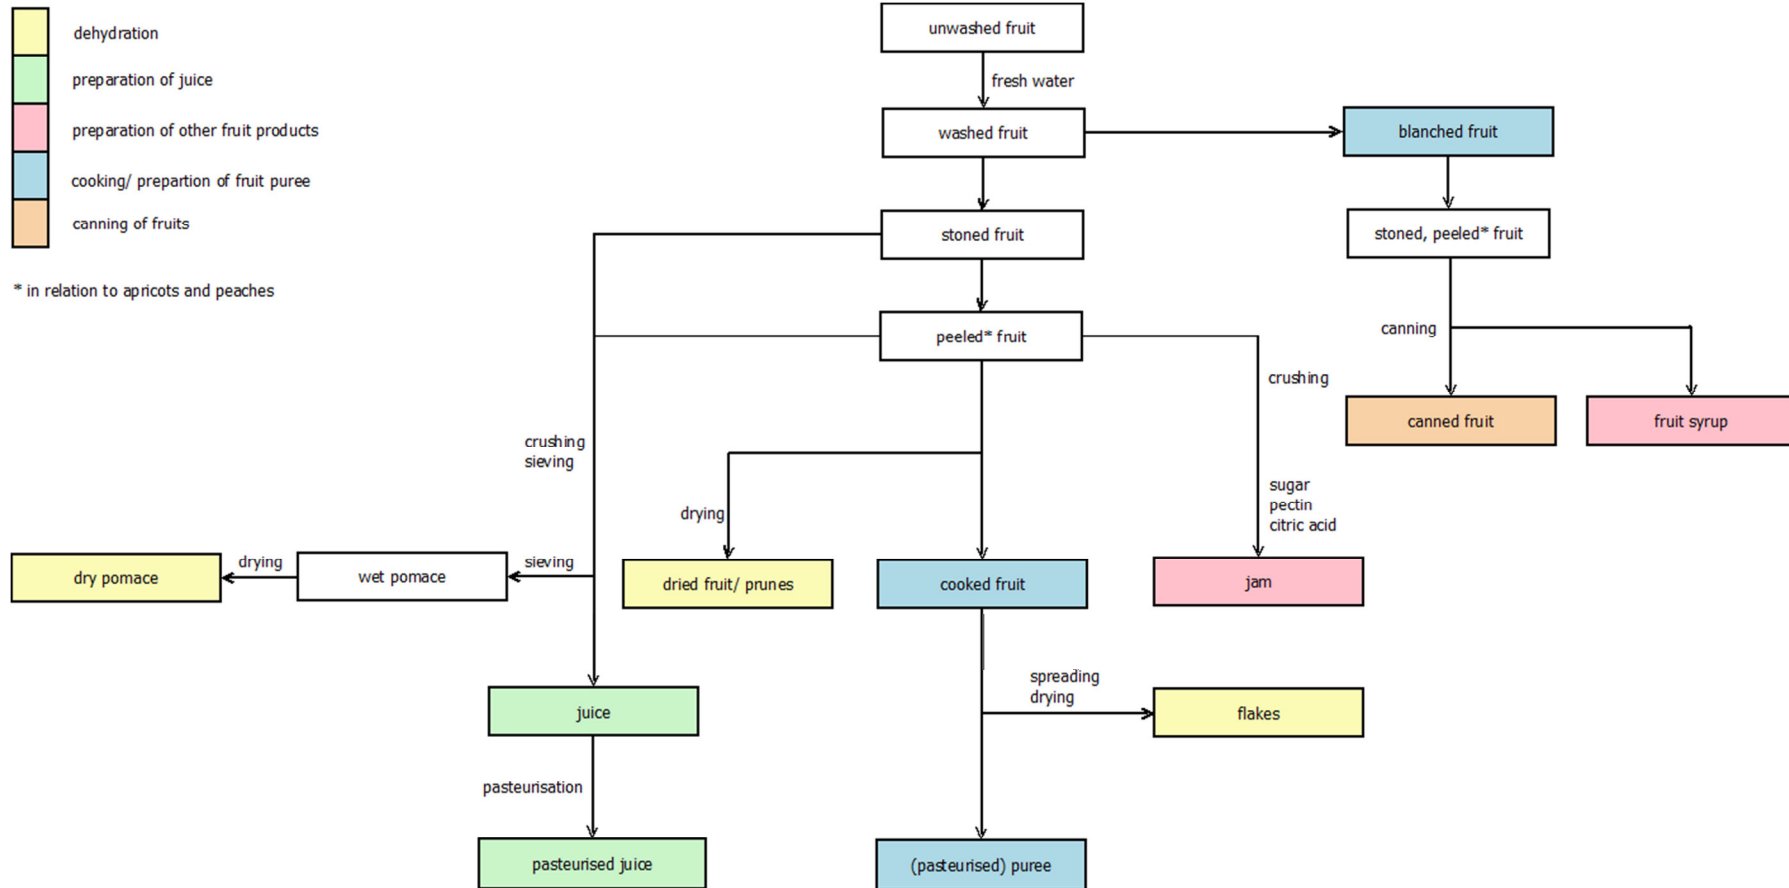 dehydration
preparation of juice
preparation of other fruit products
cooking/ prepartion of fruit puree
canning of fruits
* in relation to apricots and peaches
unwashed fruit
fresh water
washed fruit
blanched fruit
stoned fruit
stoned, peeled* fruit
peeled* fruit
canning
crushing
canned fruit
fruit syrup
crushing
sieving
sugar
pectin
citric acid
drying
dry pomace
drying
wet pomace
sieving
dried fruit/ prunes
cooked fruit
jam
spreading
drying
juice
flakes
pasteurisation
pasteurised juice
(pasteurised) puree